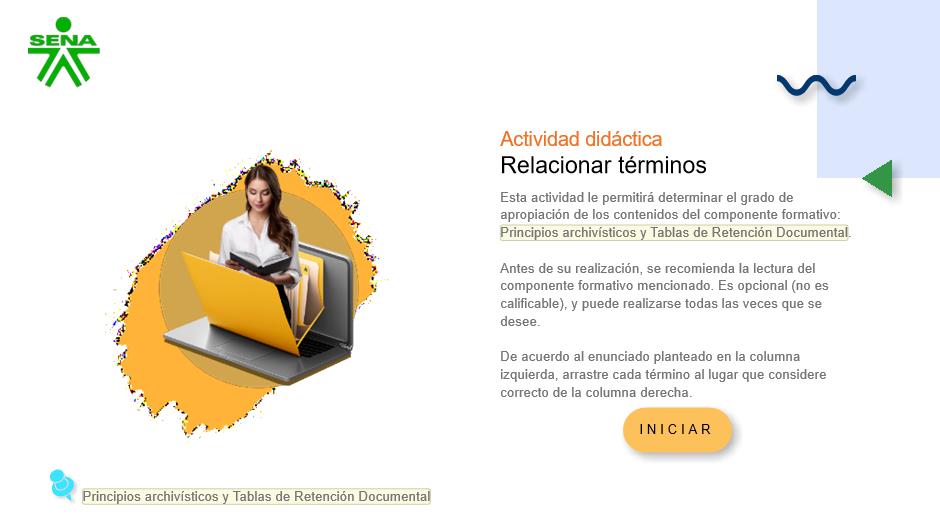 SENA
Actividad didáctica
Relacionar términos
Esta actividad le permitirá determinar el grado de
apropiación de los contenidos del componente formativo:
Principios archivísticos y Tablas de Retención Documental.
Antes de su realización, se recomienda la lectura del
componente formativo mencionado. Es opcional (no es
calificable), y puede realizarse todas las veces que se
desee.
De acuerdo al enunciado planteado en la columna
izquierda, arrastre cada término al lugar que considere
correcto de la columna derecha.
INICIAR
Principios archivísticos y Tablas de Retención Documental